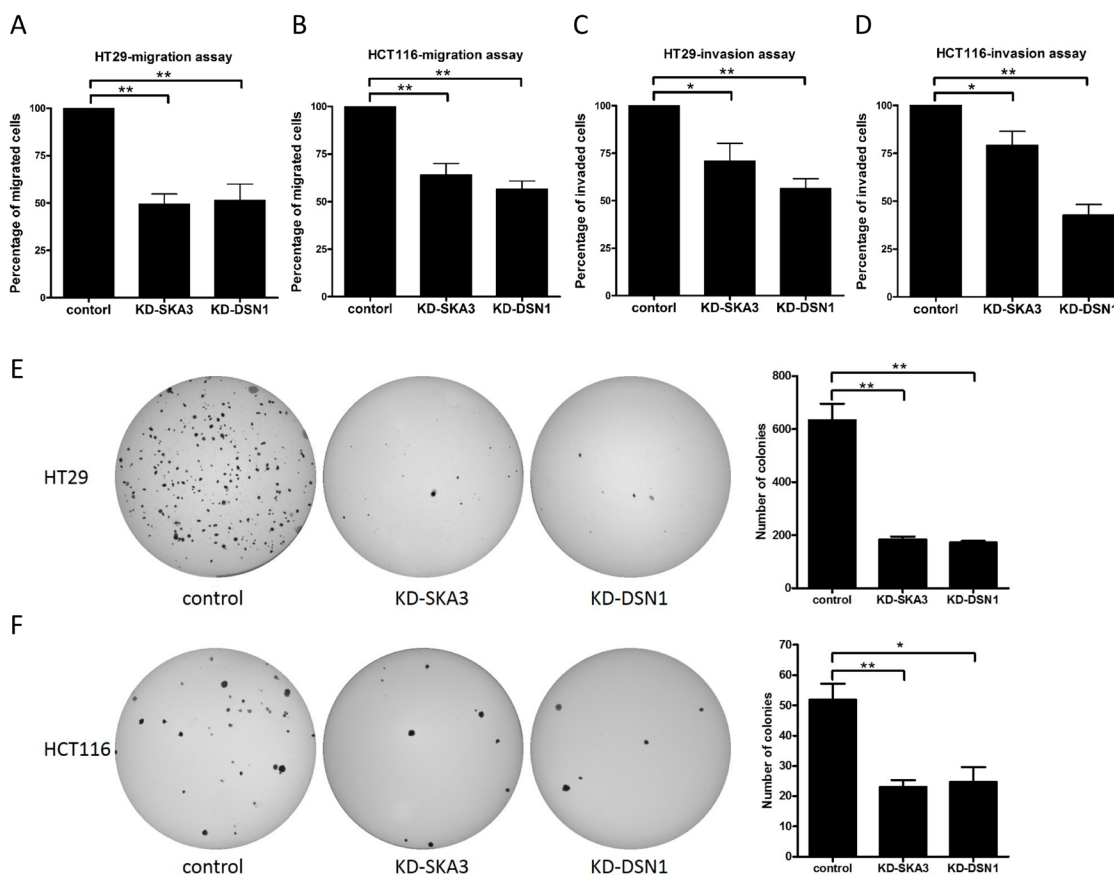 A
HT29-migration assay
**
**
Percentage of migrated cells
100
75
50
25
0
contorl KD-SKA3 KD-DSN1
B
HCT116-migration assay
**
**
Percentage of migrated cells
100
75
50
25
0
contorl KD-SKA3 KD-DSN1
C
HT29-invasion assay
**
*
Percentage of invaded cells
100
75
50
25
0
contorl KD-SKA3 KD-DSN1
D
HCT116-invasion assay
**
*
Percentage of invaded cells
100
75
50
25
0
contorl KD-SKA3 KD-DSN1
E
HT29
control KD-SKA3 KD-DSN1
**
**
Number of colonies
800
600
400
200
0
control KD-SKA3 KD-DSN1
F
HCT116
control KD-SKA3 KD-DSN1
*
**
Number of colonies
70
60
50
40
30
20
10
0
control KD-SKA3 KD-DSN1